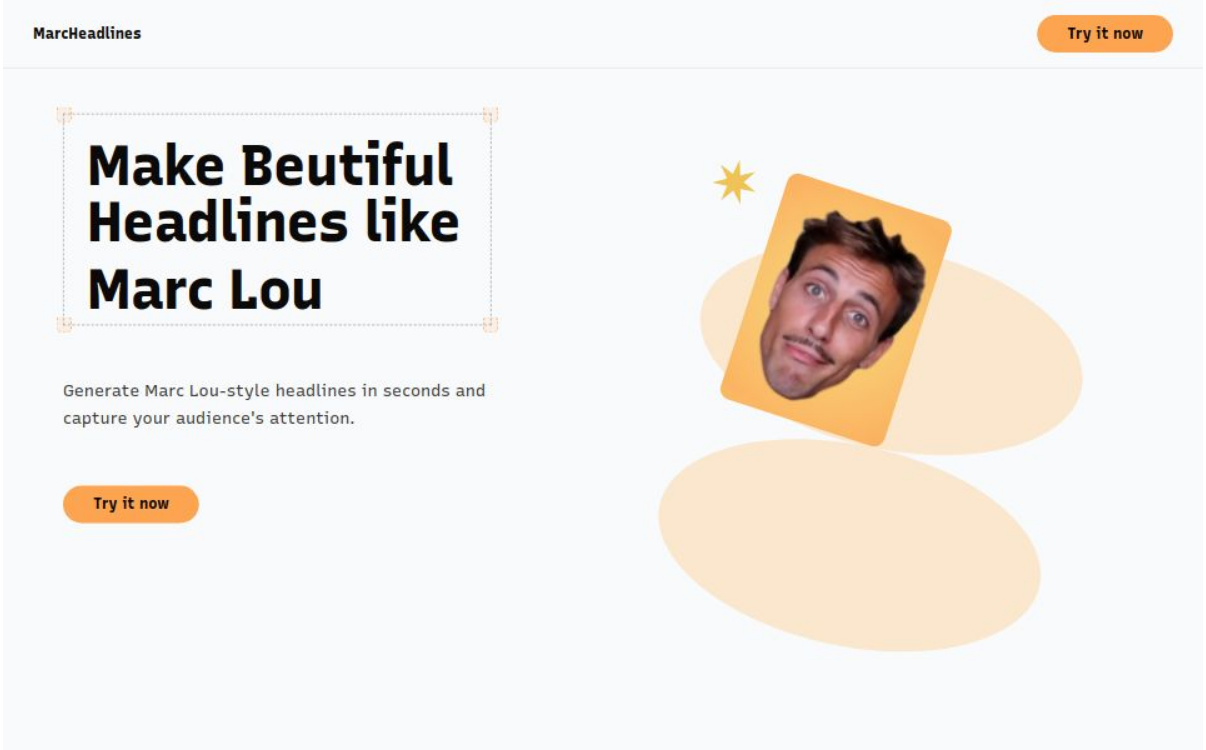 MarcHeadlines
Try it now
Make Beutiful
Headlines like
Marc Lou
Generate Marc Lou-style headlines in seconds and
capture your audience's attention.
Try it now